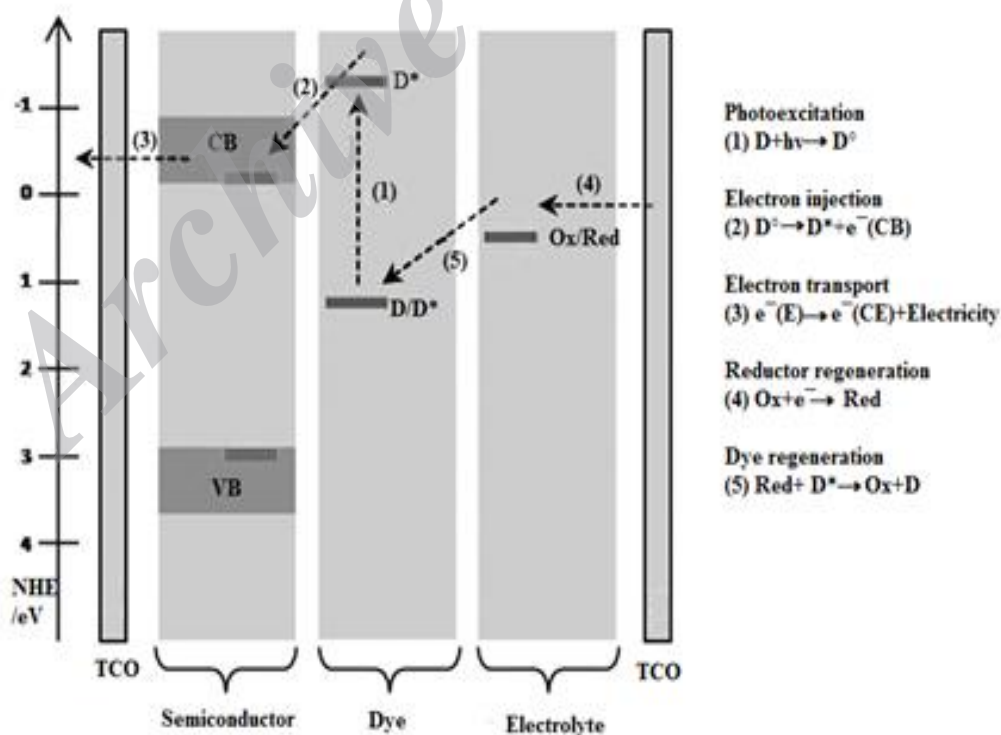 Archive
-1
0
1
2
3
4
NHE
/eV
TCO
CB
VB
(3)
(2)
D*
(1)
D/D*
(5)
(4)
Ox/Red
TCO
Semiconductor
Dye
Electrolyte
Photoexcitation
(1) D+hν→ D°
Electron injection
(2) D°→D*+e⁻(CB)
Electron transport
(3) e⁻(E)→e⁻(CE)+Electricity
Reductor regeneration
(4) Ox+e⁻→ Red
Dye regeneration
(5) Red+ D*→Ox+D